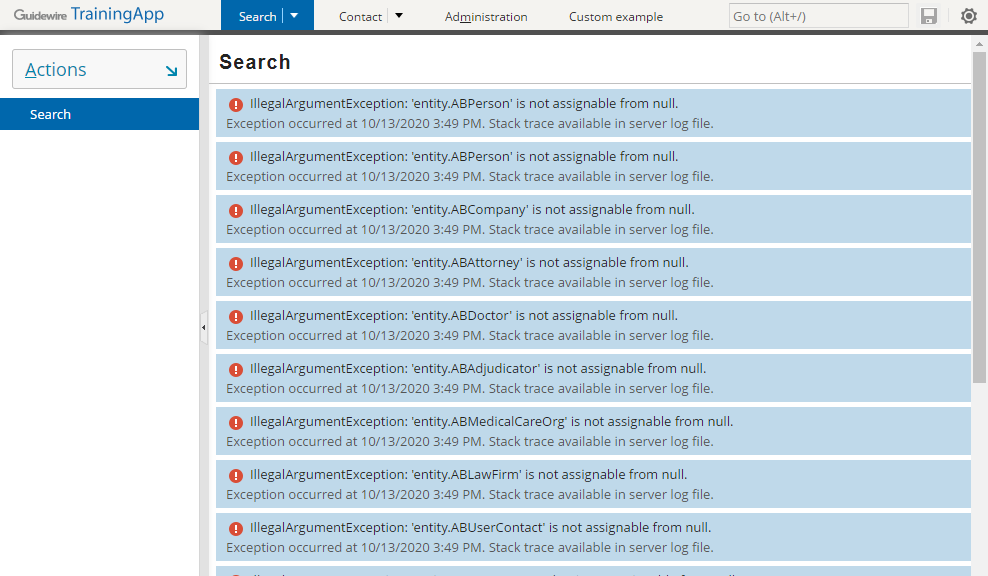 Guidewire TrainingApp
Search
Contact
Administration
Custom example
Go to (Alt+/)
Actions
Search
Search
IllegalArgumentException: 'entity.ABPerson' is not assignable from null.
Exception occurred at 10/13/2020 3:49 PM. Stack trace available in server log file.
IllegalArgumentException: 'entity.ABPerson' is not assignable from null.
Exception occurred at 10/13/2020 3:49 PM. Stack trace available in server log file.
IllegalArgumentException: 'entity.ABCompany' is not assignable from null.
Exception occurred at 10/13/2020 3:49 PM. Stack trace available in server log file.
IllegalArgumentException: 'entity.ABAttorney' is not assignable from null.
Exception occurred at 10/13/2020 3:49 PM. Stack trace available in server log file.
IllegalArgumentException: 'entity.ABDoctor' is not assignable from null.
Exception occurred at 10/13/2020 3:49 PM. Stack trace available in server log file.
IllegalArgumentException: 'entity.ABAdjudicator' is not assignable from null.
Exception occurred at 10/13/2020 3:49 PM. Stack trace available in server log file.
IllegalArgumentException: 'entity.ABMedicalCareOrg' is not assignable from null.
Exception occurred at 10/13/2020 3:49 PM. Stack trace available in server log file.
IllegalArgumentException: 'entity.ABLawFirm' is not assignable from null.
Exception occurred at 10/13/2020 3:49 PM. Stack trace available in server log file.
IllegalArgumentException: 'entity.ABUserContact' is not assignable from null.
Exception occurred at 10/13/2020 3:49 PM. Stack trace available in server log file.